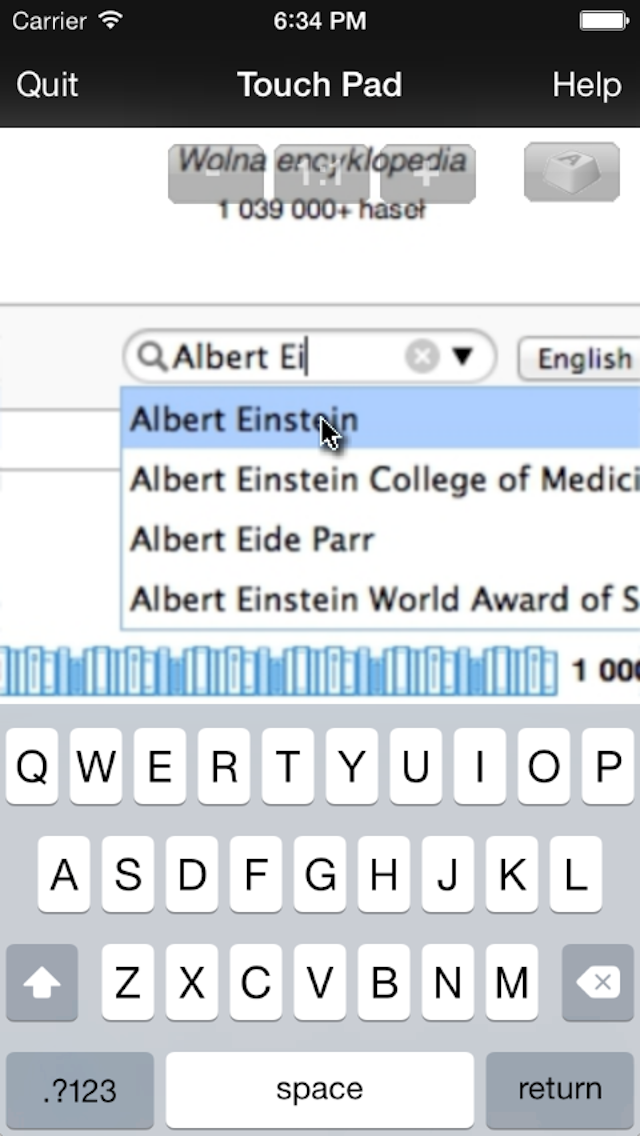 Carrier 6:34 PM
Quit Touch Pad Help
Wolna encyklopedia
- 1:1 + A
1 039 000+ haseł
Albert Ei English
Albert Einstein
Albert Einstein College of Medici
Albert Eide Parr
Albert Einstein World Award of S
1 000
Q W E R T Y U I O P
A S D F G H J K L
Z X C V B N M
.?123 space return